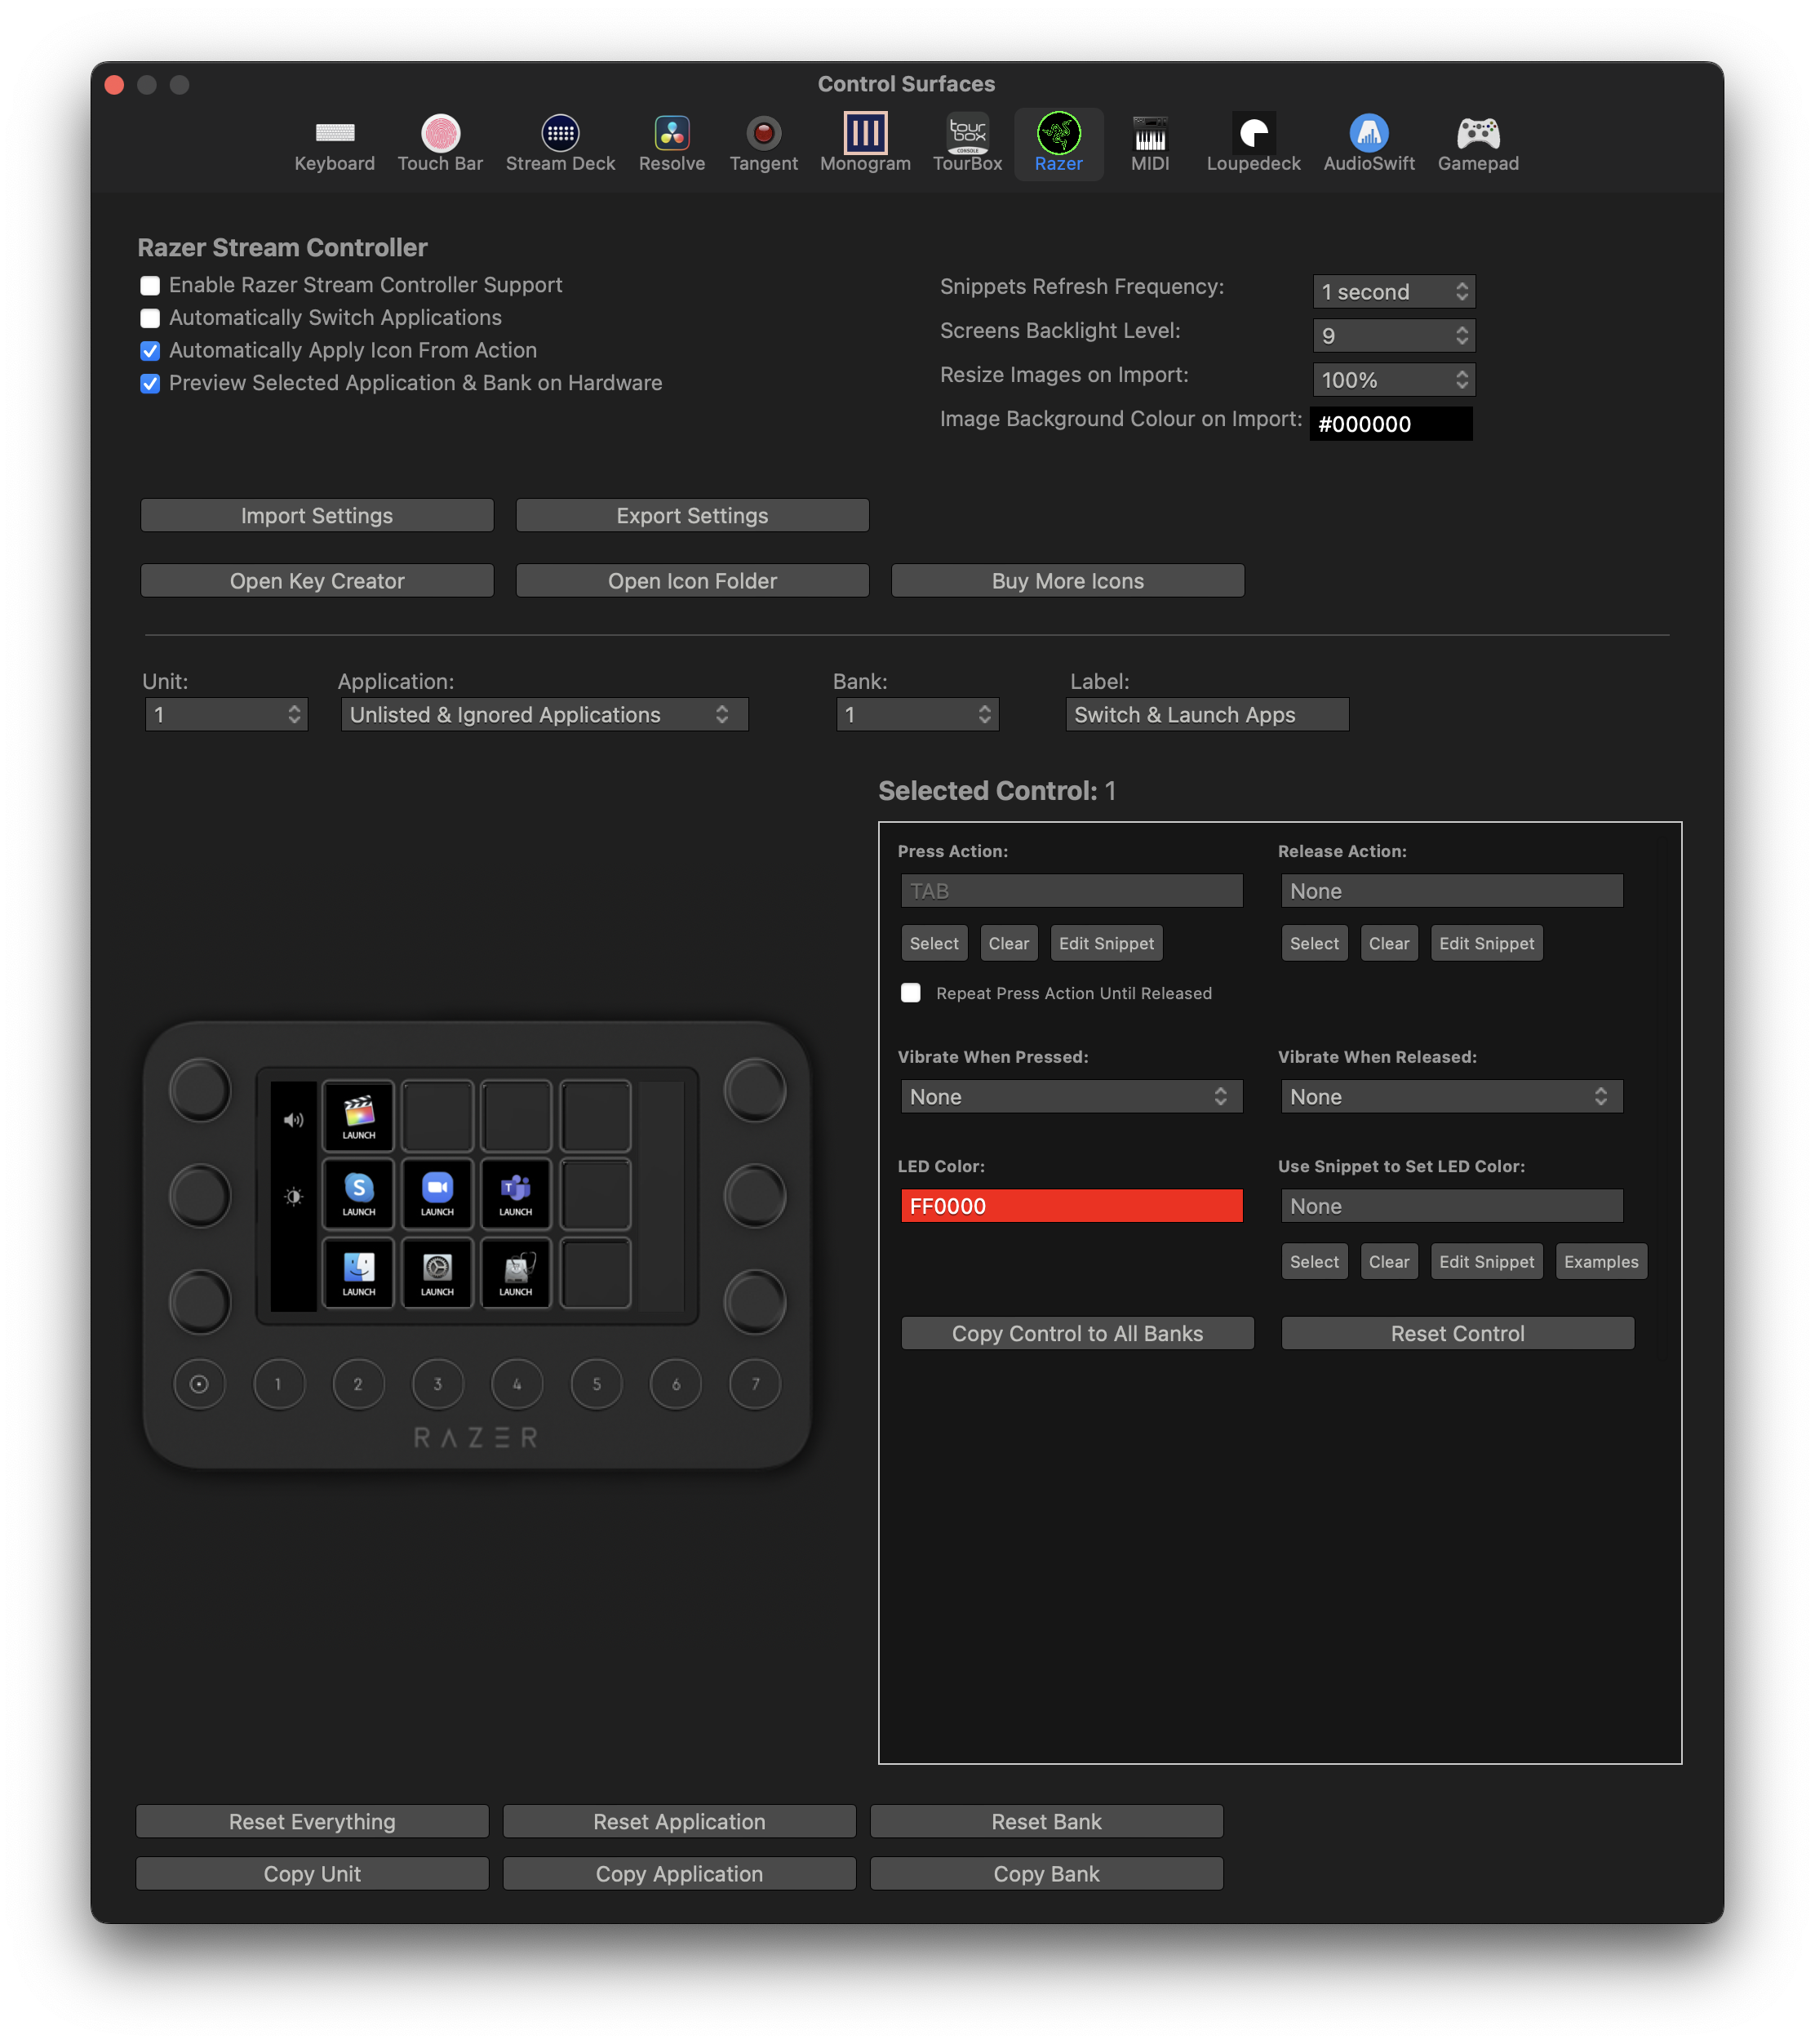 Control Surfaces
Keyboard Touch Bar Stream Deck Resolve Tangent Monogram tour box CONSOLE TourBox Razer MIDI Loupedeck AudioSwift Gamepad
Razer Stream Controller
Enable Razer Stream Controller Support
Automatically Switch Applications
Automatically Apply Icon From Action
Preview Selected Application & Bank on Hardware
Snippets Refresh Frequency: 1 second
Screens Backlight Level: 9
Resize Images on Import: 100%
Image Background Colour on Import: #000000
Import Settings Export Settings
Open Key Creator Open Icon Folder Buy More Icons
Unit: Application: Bank: Label:
1 Unlisted & Ignored Applications 1 Switch & Launch Apps
Selected Control: 1
Press Action: Release Action:
TAB None
Select Clear Edit Snippet Select Clear Edit Snippet
Repeat Press Action Until Released
Vibrate When Pressed: Vibrate When Released:
None None
LED Color: Use Snippet to Set LED Color:
FF0000 None
Select Clear Edit Snippet Examples
Copy Control to All Banks Reset Control
LAUNCH
S T
LAUNCH LAUNCH LAUNCH
LAUNCH LAUNCH LAUNCH
1 2 3 4 5 6 7
RAZER
Reset Everything Reset Application Reset Bank
Copy Unit Copy Application Copy Bank